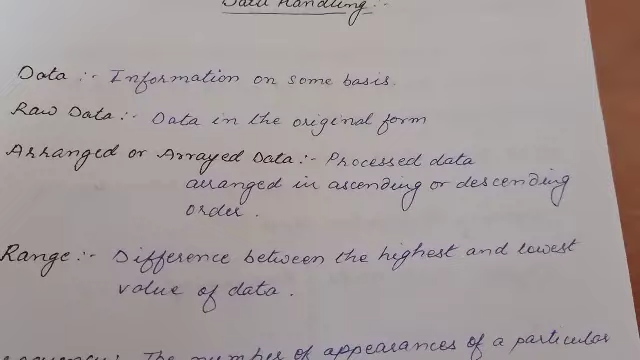 Data Handling:-
Data :- Information on some basis.
Raw Data:- Data in the original form
Arranged or Arrayed Data:- Processed data
arranged in ascending or descending
order.
Range:- Difference between the highest and lowest
value of data.
The number of appearances of a particular